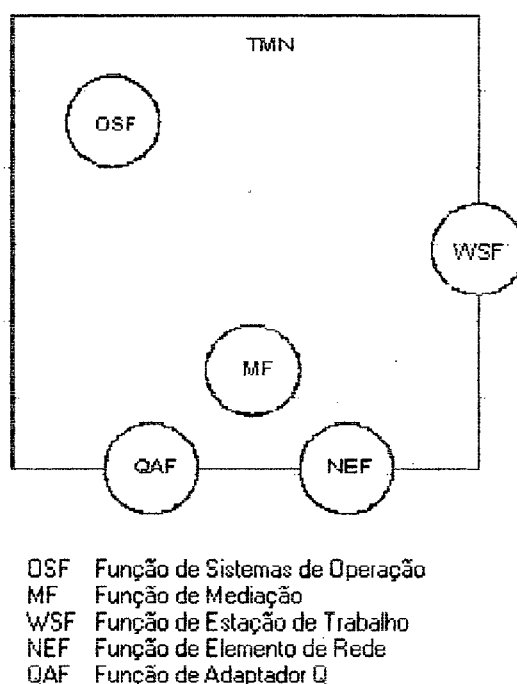 TMN
OSF
WSF
MF
QAF
NEF
OSF Função de Sistemas de Operação
MF Função de Mediação
WSF Função de Estação de Trabalho
NEF Função de Elemento de Rede
QAF Função de Adaptador Q